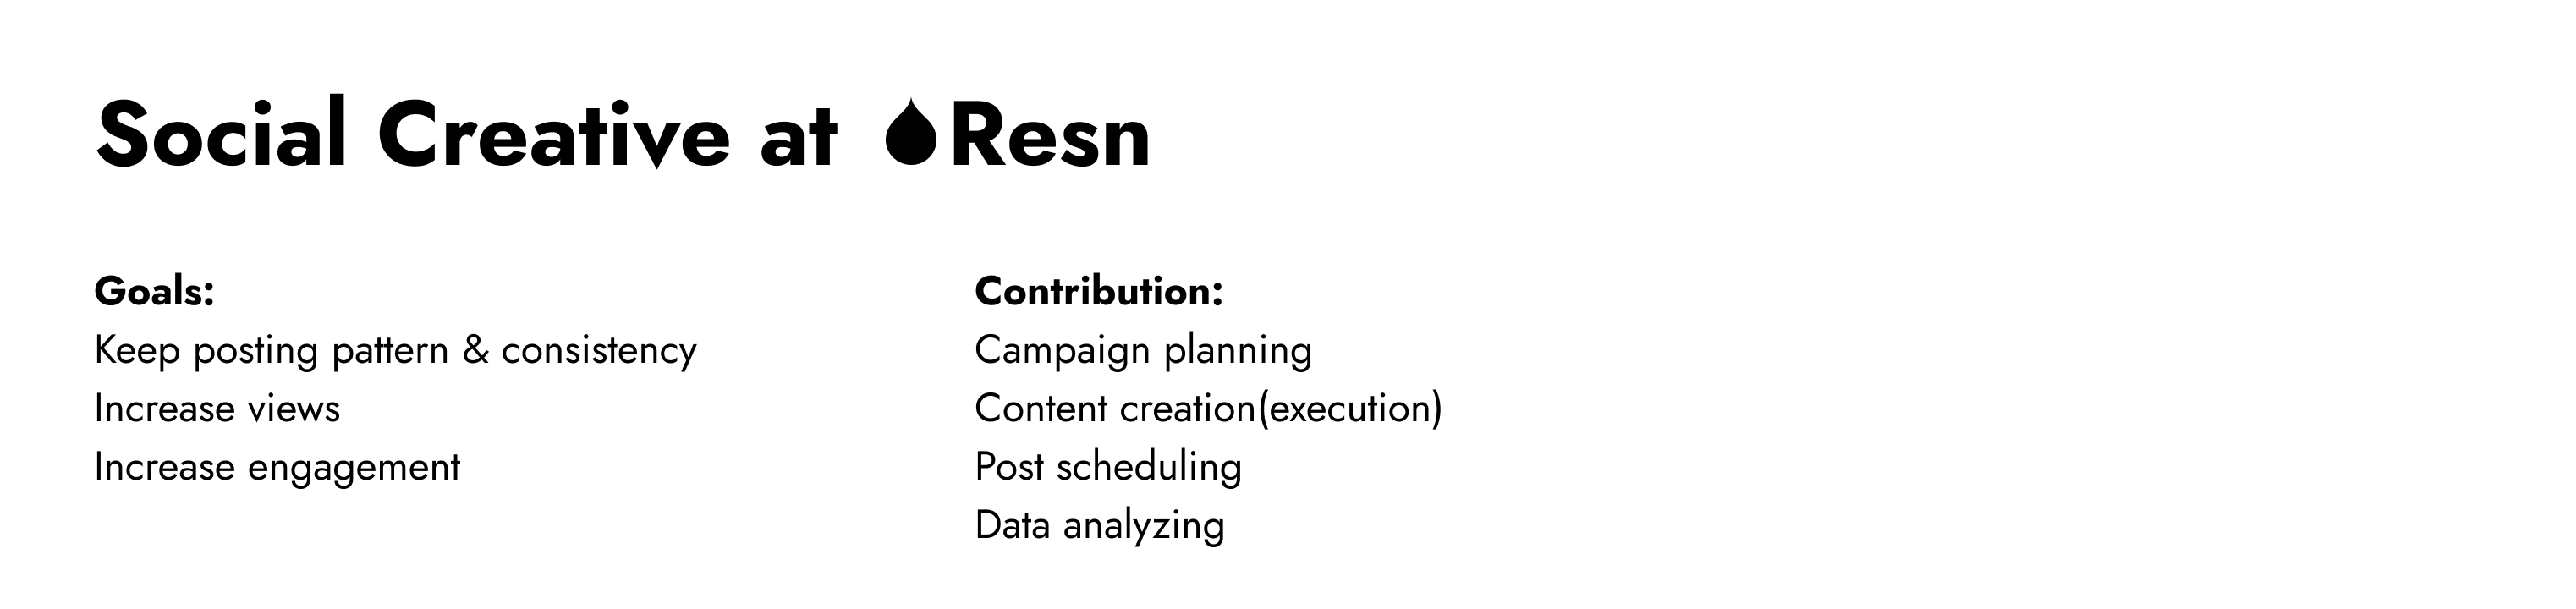 Social Creative at Resn
Goals:
Keep posting pattern & consistency
Increase views
Increase engagement
Contribution:
Campaign planning
Content creation(execution)
Post scheduling
Data analyzing